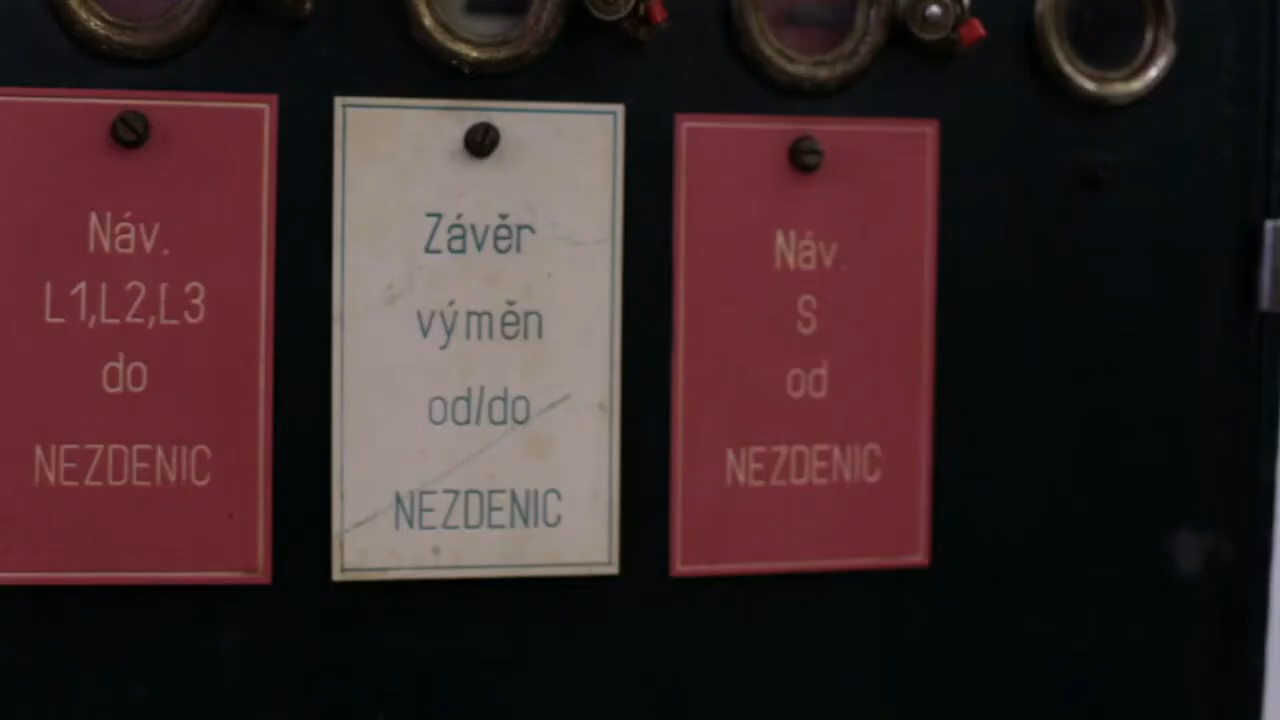 Náv.
L1,L2,L3
do
NEZDENIC
Závěr
výměn
od/do
NEZDENIC
Náv.
S
od
NEZDENIC